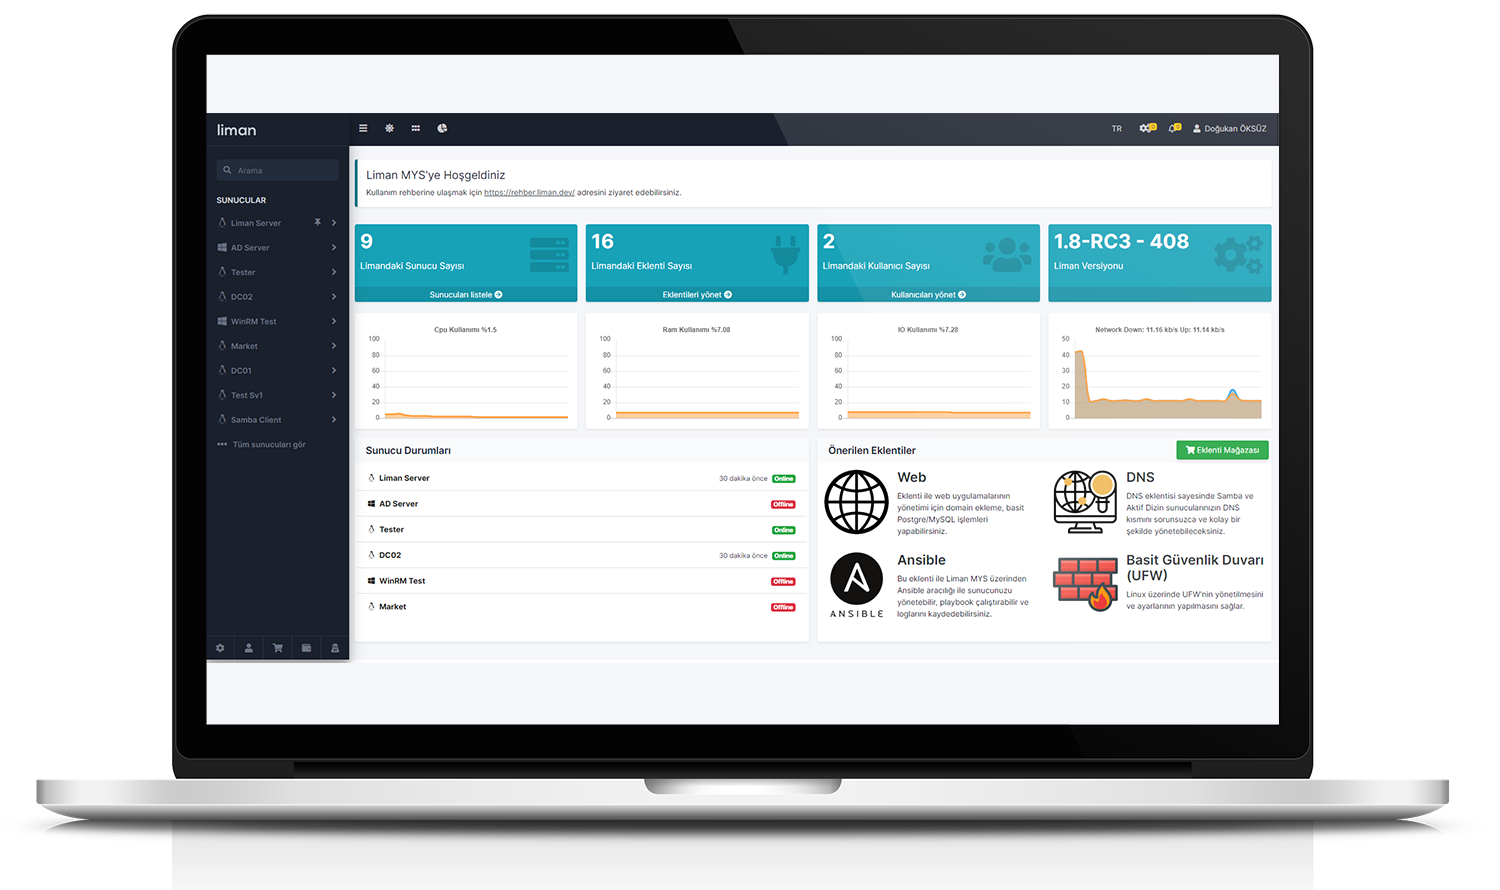 liman
TR
0
0
Doğukan ÖKSÜZ
Arama
SUNUCULAR
Liman Server
AD Server
Tester
DC02
WinRM Test
Market
DC01
Test Sv1
Samba Client
Tüm sunucuları gör
Liman MYS'ye Hoşgeldiniz
Kullanım rehberine ulaşmak için https://rehber.liman.dev/ adresini ziyaret edebilirsiniz.
9
Limandaki Sunucu Sayısı
Sunucuları listele
16
Limandaki Eklenti Sayısı
Eklentileri yönet
2
Limandaki Kullanıcı Sayısı
Kullanıcıları yönet
1.8-RC3 - 408
Liman Versiyonu
Cpu Kullanımı %1.5
100
80
60
40
20
0
Ram Kullanımı %7.08
100
80
60
40
20
0
IO Kullanımı %7.28
100
80
60
40
20
0
Network Down: 11.16 kb/s Up: 11.14 kb/s
50
40
30
20
10
0
Sunucu Durumları
Liman Server 30 dakika önce Online
AD Server Offline
Tester Online
DC02 30 dakika önce Online
WinRM Test Offline
Market Offline
Önerilen Eklentiler
Eklenti Mağazası
Web
Eklenti ile web uygulamalarının
yönetimi için domain ekleme, basit
Postgre/MySQL işlemleri
yapabilirsiniz.
DNS
DNS eklentisi sayesinde Samba ve
Aktif Dizin sunucularınızın DNS
kısmını sorunsuzca ve kolay bir
şekilde yönetebileceksiniz.
ANSIBLE
Ansible
Bu eklenti ile Liman MYS üzerinden
Ansible aracılığı ile sunucunuzu
yönetebilir, playbook çalıştırabilir ve
loglarını kaydedebilirsiniz.
Basit Güvenlik Duvarı
(UFW)
Linux üzerinde UFW'nin yönetilmesini
ve ayarlarının yapılmasını sağlar.